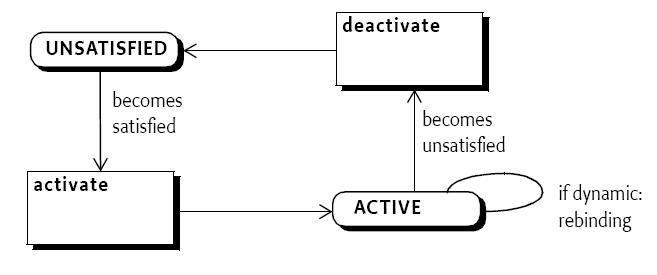 deactivate
UNSATISFIED
becomes
satisfied
becomes
unsatisfied
activate
ACTIVE
if dynamic:
rebinding